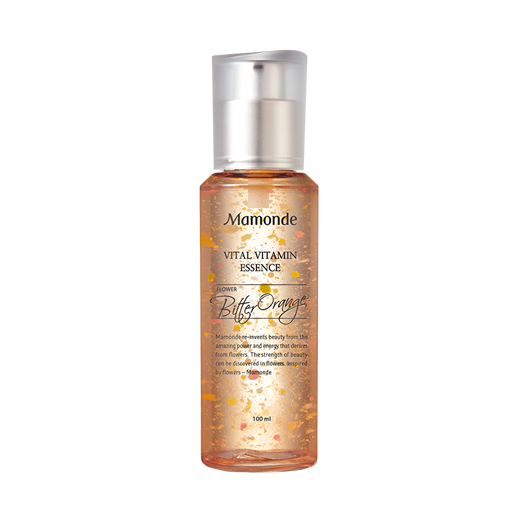 Mamonde
VITAL VITAMIN
ESSENCE
FLOWER
Bitter Orange
Mamonde re-invents beauty from the
amazing power and energy that derives
from flowers. The strength of beauty
can be discovered in flowers. Inspired
by flowers – Mamonde
100 ml